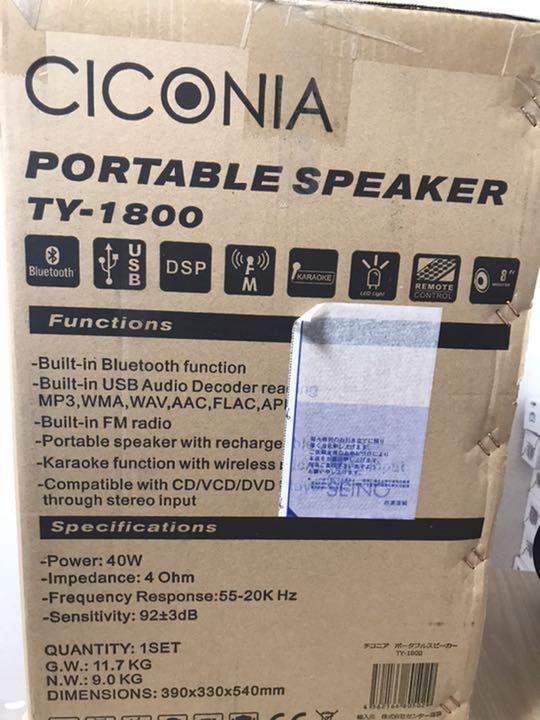 CICONIA
PORTABLE SPEAKER
TY-1800
Bluetooth
USB
DSP
FM
KARAOKE
LED Light
REMOTE CONTROL
8"
Functions
-Built-in Bluetooth function
-Built-in USB Audio Decoder reading
MP3,WMA,WAV,AAC,FLAC,AP
-Built-in FM radio
-Portable speaker with recharge
-Karaoke function with wireless
-Compatible with CD/VCD/DVD
through stereo input
SEINO
Specifications
-Power: 40W
-Impedance: 4 Ohm
-Frequency Response:55-20K Hz
-Sensitivity: 92±3dB
QUANTITY: 1SET
G.W.: 11.7 KG
N.W.: 9.0 KG
DIMENSIONS: 390x330x540mm
チコニア ポータブルスピーカー
TY-1800